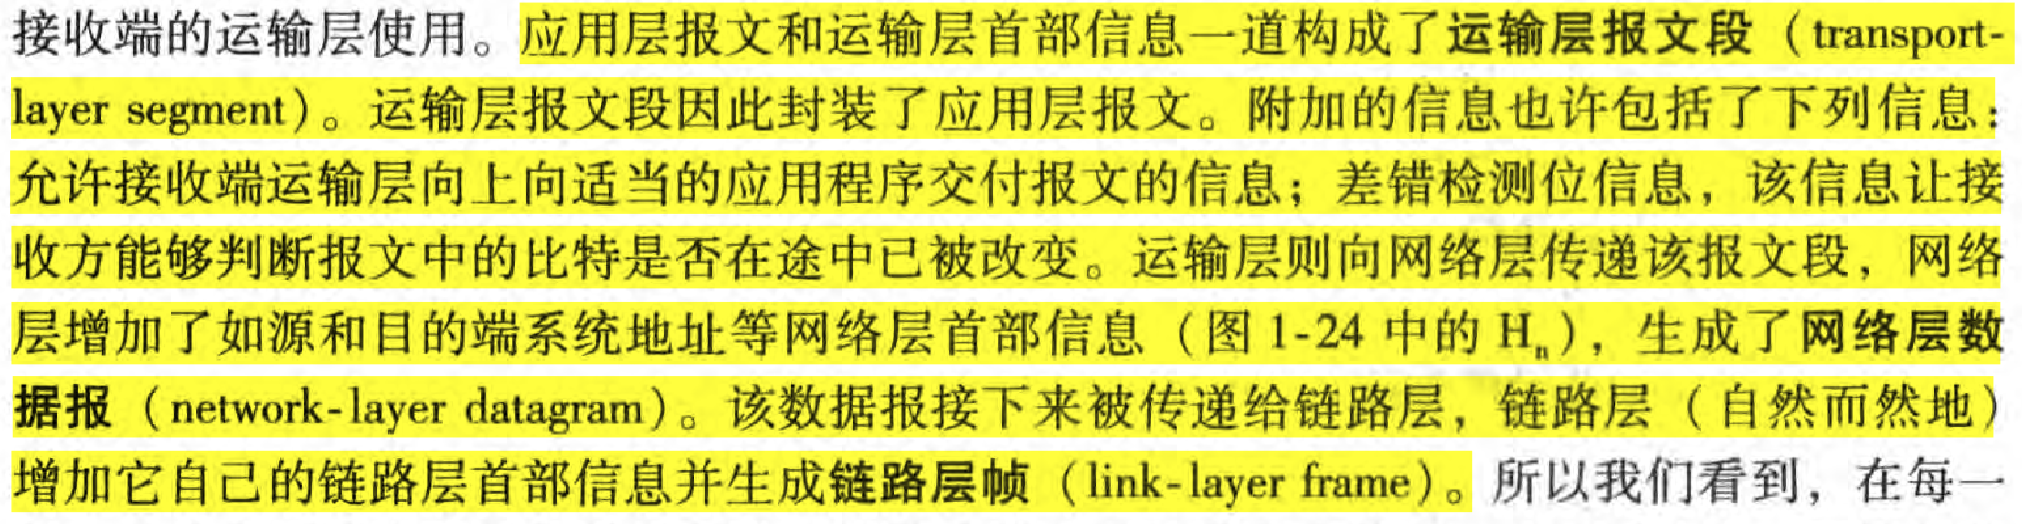 接收端的运输层使用。应用层报文和运输层首部信息一道构成了运输层报文段（transport-
layer segment）。运输层报文段因此封装了应用层报文。附加的信息也许包括了下列信息：
允许接收端运输层向上向适当的应用程序交付报文的信息；差错检测位信息，该信息让接
收方能够判断报文中的比特是否在途中已被改变。运输层则向网络层传递该报文段，网络
层增加了如源和目的端系统地址等网络层首部信息（图 1-24 中的 Hₙ），生成了网络层数
据报（network-layer datagram）。该数据报接下来被传递给链路层，链路层（自然而然地）
增加它自己的链路层首部信息并生成链路层帧（link-layer frame）。所以我们看到，在每一